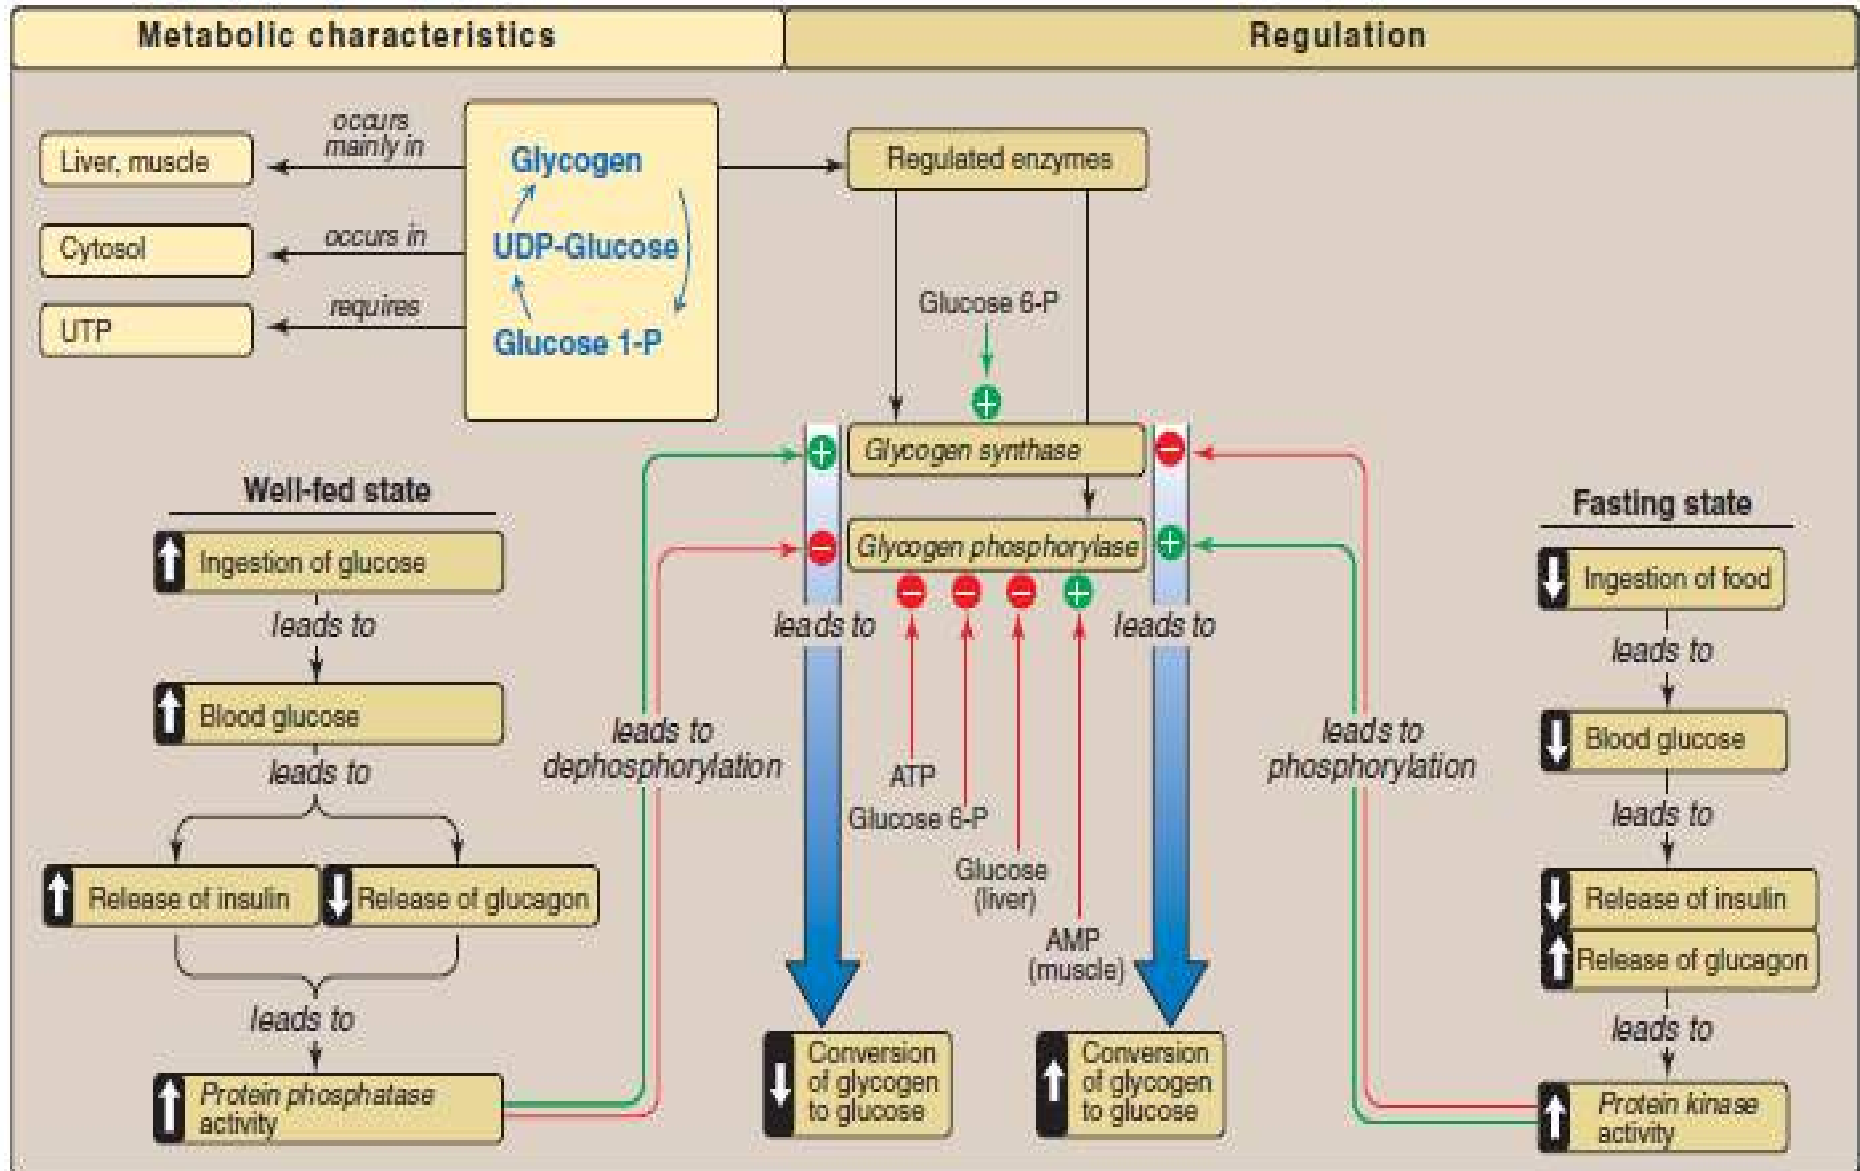 Metabolic characteristics
Regulation
Liver, muscle
occurs
mainly in
Cytosol
occurs in
UTP
requires
Glycogen
UDP-Glucose
Glucose 1-P
Regulated enzymes
Glucose 6-P
+
+
Glycogen synthase
−
−
Glycogen phosphorylase
+
−
−
−
+
leads to
leads to
ATP
Glucose 6-P
Glucose
(liver)
AMP
(muscle)
Conversion
of glycogen
to glucose
Conversion
of glycogen
to glucose
Well-fed state
Ingestion of glucose
leads to
Blood glucose
leads to
Release of insulin
Release of glucagon
leads to
Protein phosphatase
activity
leads to
dephosphorylation
Fasting state
Ingestion of food
leads to
Blood glucose
leads to
Release of insulin
Release of glucagon
leads to
Protein kinase
activity
leads to
phosphorylation